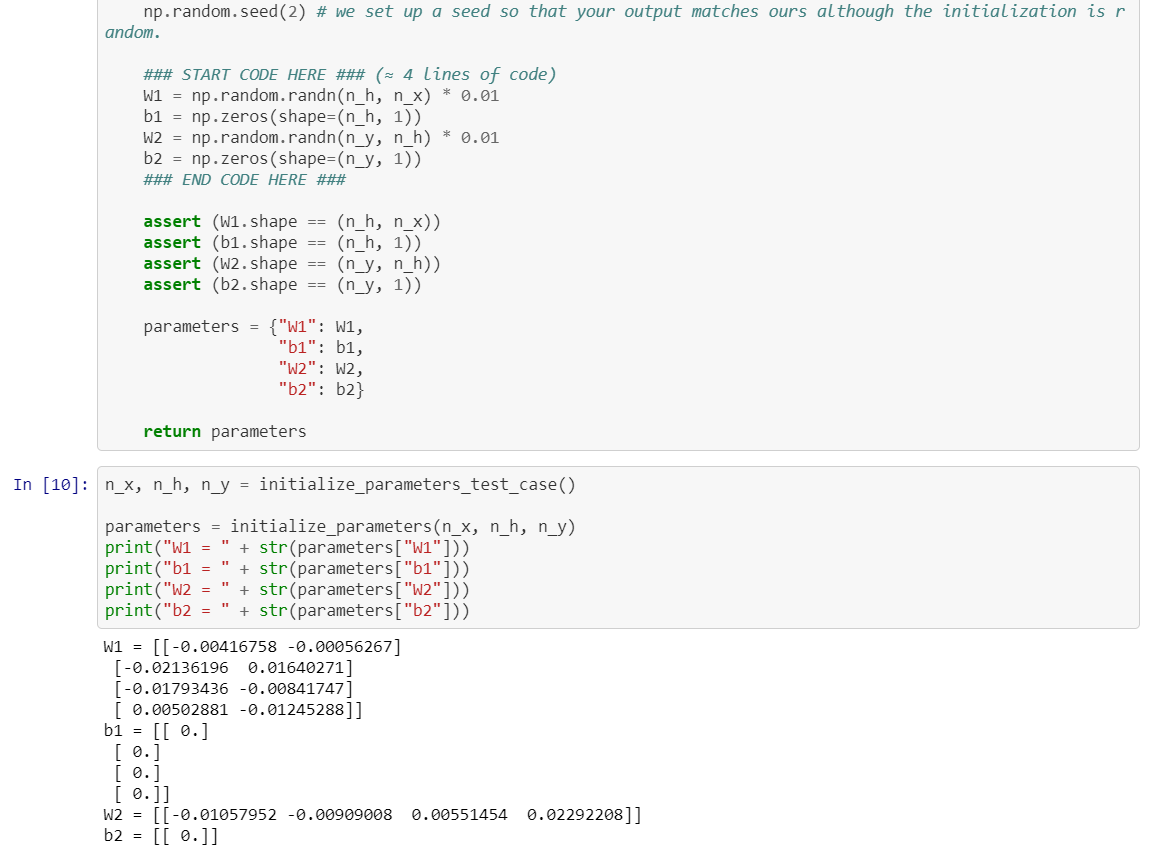 np.random.seed(2) # we set up a seed so that your output matches ours although the initialization is r
andom.
### START CODE HERE ### (≈ 4 lines of code)
W1 = np.random.randn(n_h, n_x) * 0.01
b1 = np.zeros(shape=(n_h, 1))
W2 = np.random.randn(n_y, n_h) * 0.01
b2 = np.zeros(shape=(n_y, 1))
### END CODE HERE ###
assert (W1.shape == (n_h, n_x))
assert (b1.shape == (n_h, 1))
assert (W2.shape == (n_y, n_h))
assert (b2.shape == (n_y, 1))
parameters = {"W1": W1,
"b1": b1,
"W2": W2,
"b2": b2}
return parameters
In [10]: n_x, n_h, n_y = initialize_parameters_test_case()
parameters = initialize_parameters(n_x, n_h, n_y)
print("W1 = " + str(parameters["W1"]))
print("b1 = " + str(parameters["b1"]))
print("W2 = " + str(parameters["W2"]))
print("b2 = " + str(parameters["b2"]))
W1 = [[-0.00416758 -0.00056267]
[-0.02136196  0.01640271]
[-0.01793436 -0.00841747]
[ 0.00502881 -0.01245288]]
b1 = [[ 0.]
[ 0.]
[ 0.]
[ 0.]]
W2 = [[-0.01057952 -0.00909008  0.00551454  0.02292208]]
b2 = [[ 0.]]